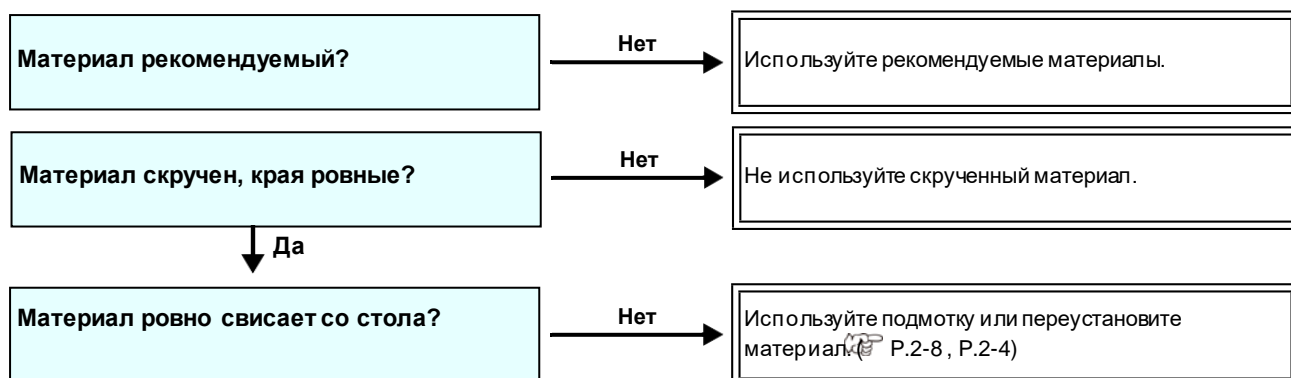 Материал рекомендуемый?
Нет
Используйте рекомендуемые материалы.
Материал скручен, края ровные?
Нет
Не используйте скрученный материал.
Да
Материал ровно свисает со стола?
Нет
Используйте подмотку или переустановите
материал. ( P.2-8 , P.2-4)